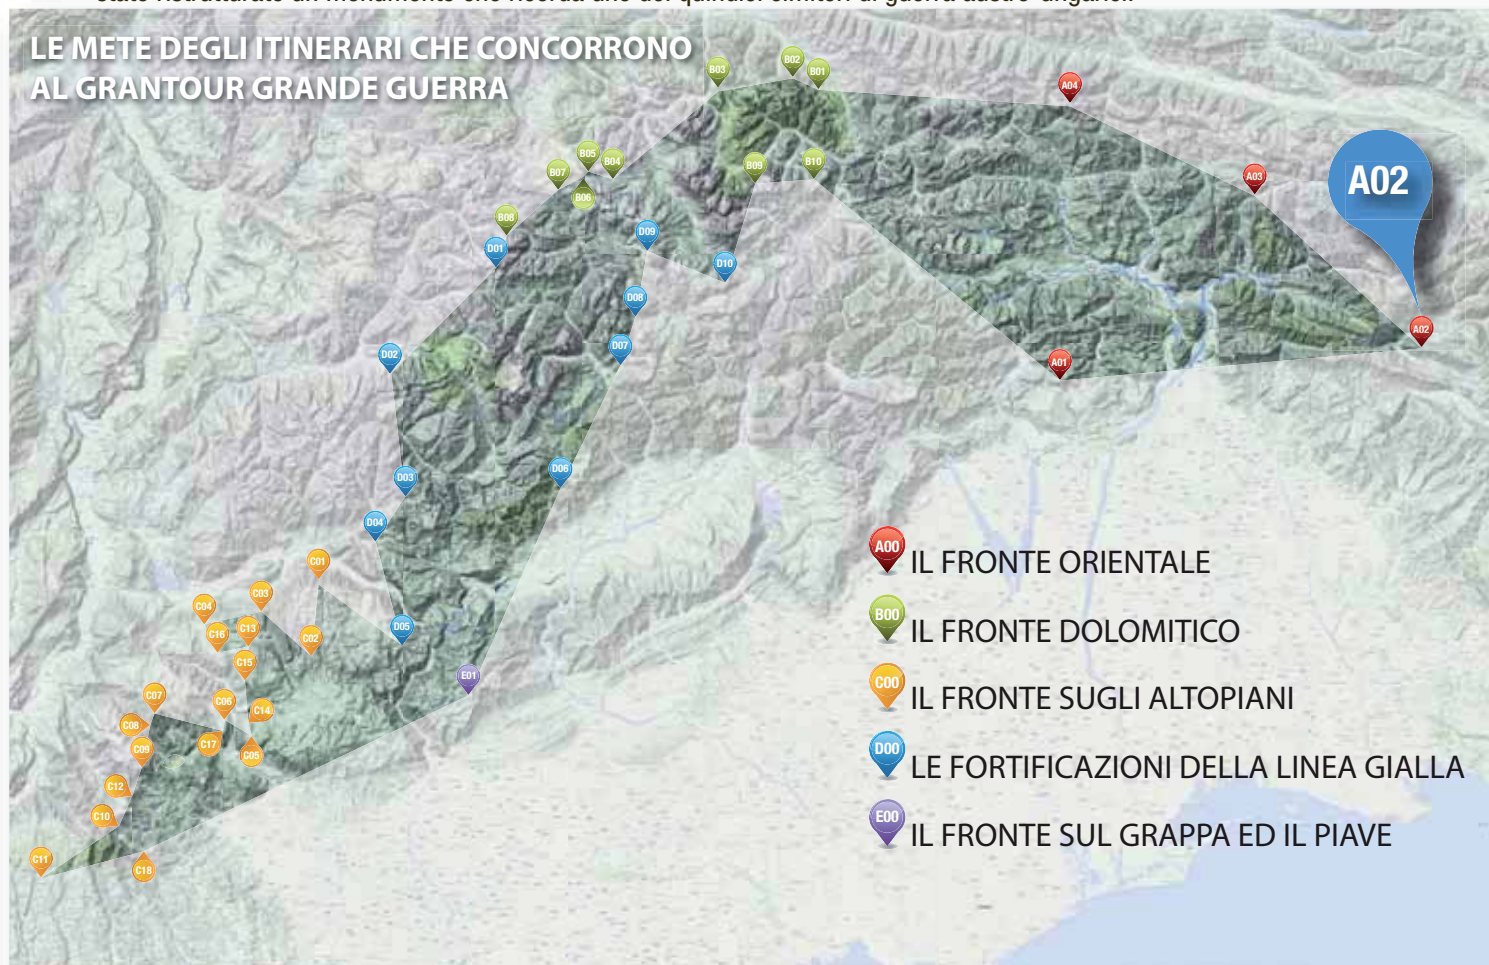 LE METE DEGLI ITINERARI CHE CONCORRONO
AL GRANTOUR GRANDE GUERRA
B03
B02
B01
A04
B05
B04
B07
B06
B09
B10
A03
A02
B08
D01
D09
D10
D08
D07
D02
A01
A02
D03
D06
D04
C01
C03
C04
C16
C13
C02
D05
C15
E01
C07
C06
C14
C08
C17
C09
C05
C12
C10
C11
C18
A00 IL FRONTE ORIENTALE
B00 IL FRONTE DOLOMITICO
C00 IL FRONTE SUGLI ALTOPIANI
D00 LE FORTIFICAZIONI DELLA LINEA GIALLA
E00 IL FRONTE SUL GRAPPA ED IL PIAVE